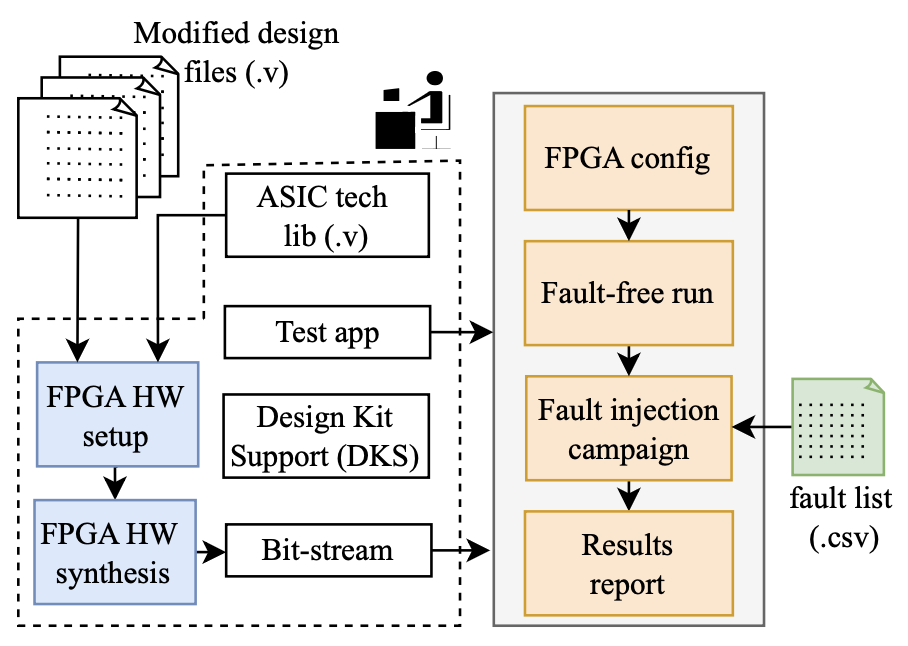 Modified design
files (.v)
ASIC tech
lib (.v)
Test app
Design Kit
Support (DKS)
FPGA HW
setup
FPGA HW
synthesis
Bit-stream
FPGA config
Fault-free run
Fault injection
campaign
Results
report
fault list
(.csv)